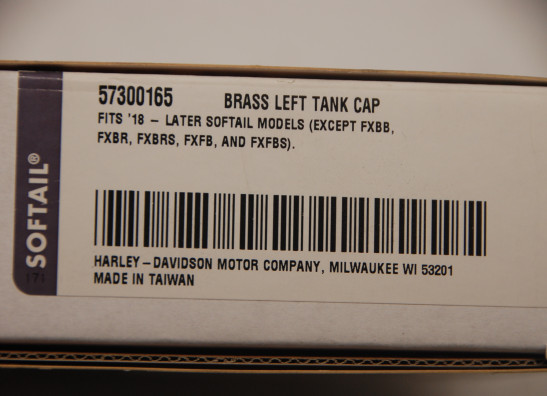 57300165 BRASS LEFT TANK CAP
FITS '18 – LATER SOFTAIL MODELS (EXCEPT FXBB,
FXBR, FXBRS, FXFB, AND FXFBS).
HARLEY – DAVIDSON MOTOR COMPANY, MILWAUKEE WI 53201
MADE IN TAIWAN
SOFTAIL®
171